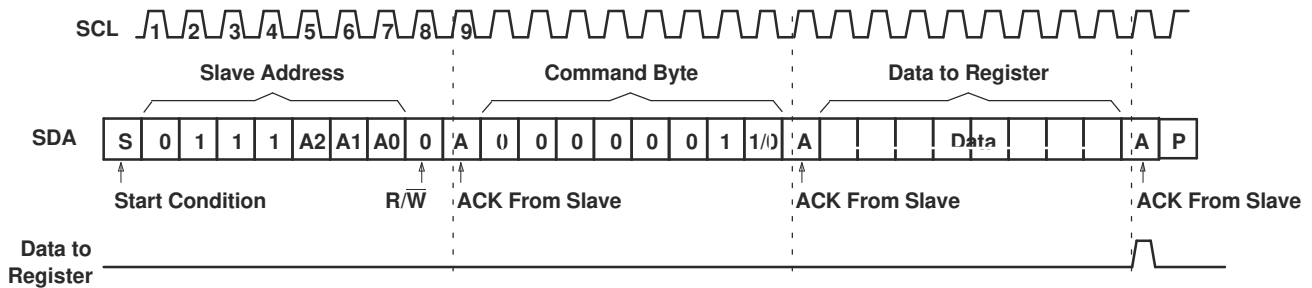 SCL 1 2 3 4 5 6 7 8 9
Slave Address Command Byte Data to Register
SDA S 0 1 1 1 A2 A1 A0 0 A 0 0 0 0 0 0 1 1/0 A Data A P
Start Condition R/W̅ ACK From Slave ACK From Slave ACK From Slave
Data to
Register